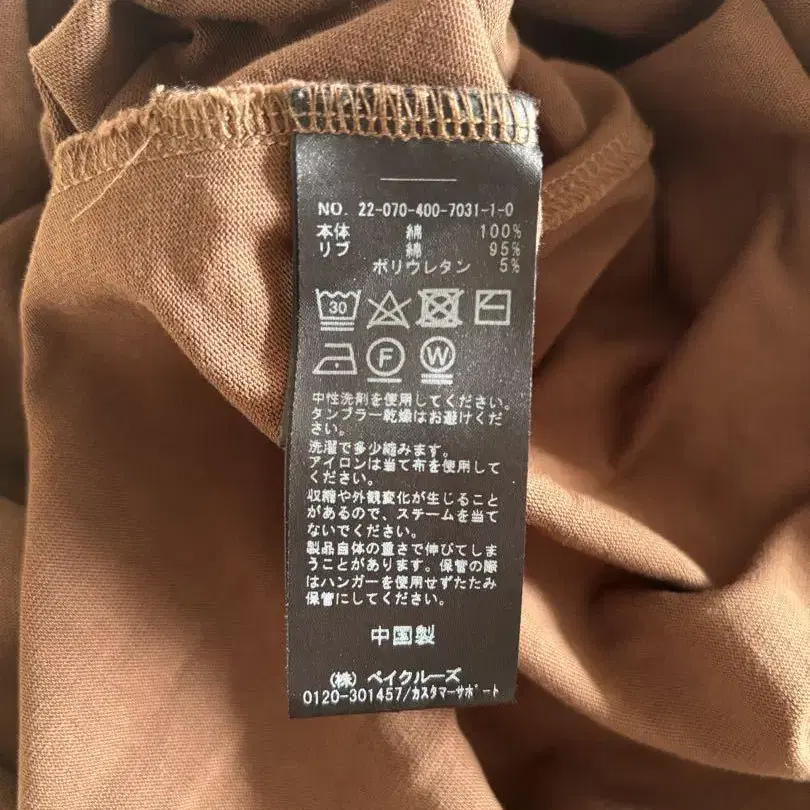 NO. 22-070-400-7031-1-0
本体 綿 100%
リブ 綿 95%
ポリウレタン 5%
30
F W
中性洗剤を使用してください。
タンブラー乾燥はお避けくだ
さい。
洗濯で多少縮みます。
アイロンは当て布を使用して
ください。
収縮や外観変化が生じること
があるので、スチームを当て
ないでください。
製品自体の重さで伸びてしま
うことがあります。保管の際
はハンガーを使用せずたたみ
保管にしてください。
中国製
(株) ベイクルーズ
0120-301457/カスタマーサポート